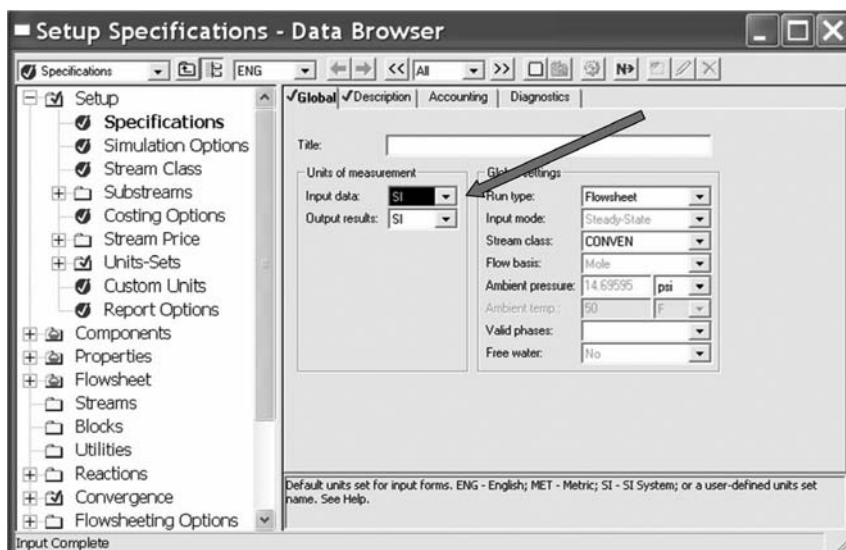 Setup Specifications - Data Browser
Specifications ENG << All >> N>
Setup
Specifications
Simulation Options
Stream Class
Substreams
Costing Options
Stream Price
Units-Sets
Custom Units
Report Options
Components
Properties
Flowsheet
Streams
Blocks
Utilities
Reactions
Convergence
Flowsheeting Options
Global Description Accounting Diagnostics
Title:
Units of measurement
Input data: SI
Output results: SI
settings
Run type: Flowsheet
Input mode: Steady-State
Stream class: CONVEN
Flow basis: Mole
Ambient pressure: 14.69595 psi
Ambient temp.: 50 F
Valid phases:
Free water: No
Default units set for input forms. ENG - English; MET - Metric; SI - SI System; or a user-defined units set
name. See Help.
Input Complete